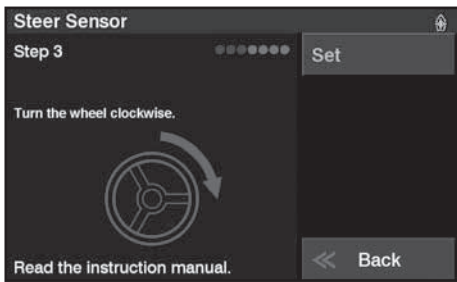 Steer Sensor
Step 3
Set
Turn the wheel clockwise.
Read the instruction manual.
Back